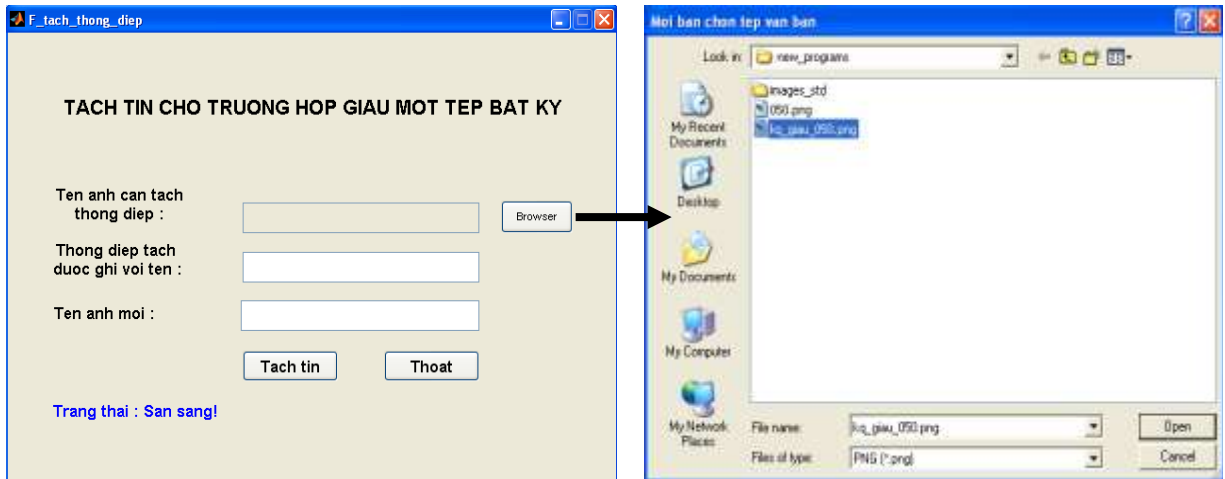 F_tach_thong_diep
TACH TIN CHO TRUONG HOP GIAU MOT TEP BAT KY
Ten anh can tach
thong diep :
Browser
Thong diep tach
duoc ghi voi ten :
Ten anh moi :
Tach tin
Thoat
Trang thai : San sang!
Moi ban chon tep van ban
Look in:
new_programs
images_std
050.png
kq_giau_050.png
My Recent
Documents
Desktop
My Documents
My Computer
My Network
Places
File name:
kq_giau_050.png
Open
Files of type:
PNG (*.png)
Cancel